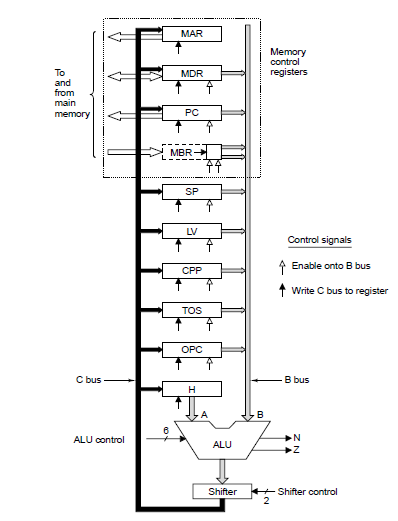 MAR
MDR
PC
MBR
To
and
from
main
memory
Memory
control
registers
SP
LV
CPP
TOS
OPC
H
Control signals
Enable onto B bus
Write C bus to register
C bus
B bus
A
B
6
ALU control
ALU
N
Z
Shifter
Shifter control
2